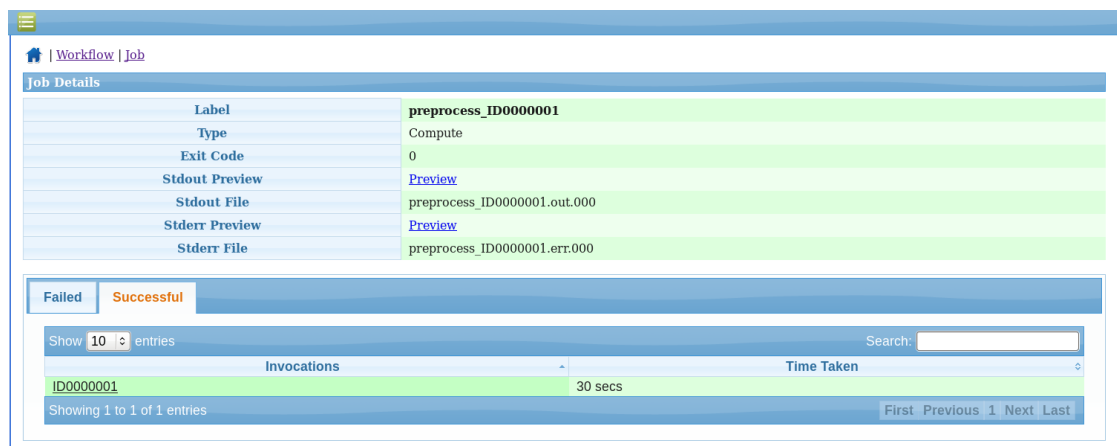 | Workflow | Job
Job Details
Label preprocess_ID0000001
Type Compute
Exit Code 0
Stdout Preview Preview
Stdout File preprocess_ID0000001.out.000
Stderr Preview Preview
Stderr File preprocess_ID0000001.err.000
Failed Successful
Show 10 entries Search:
Invocations Time Taken
ID0000001 30 secs
Showing 1 to 1 of 1 entries First Previous 1 Next Last